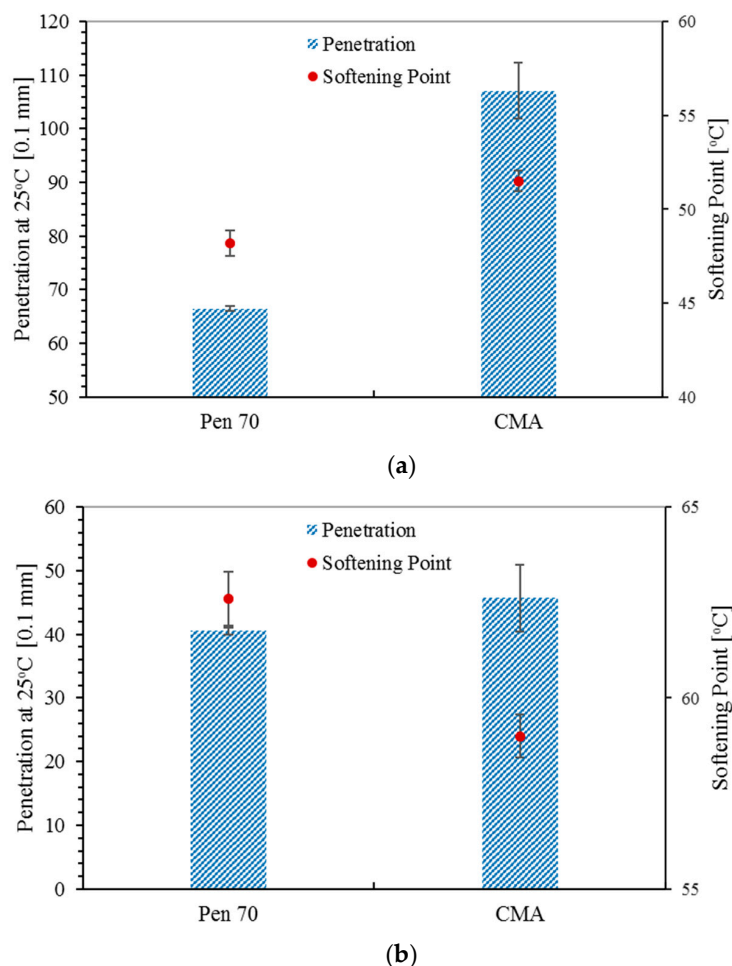 120
110
100
90
80
70
60
50
Penetration at 25°C [0.1 mm]
Penetration
Softening Point
60
55
50
45
40
Softening Point [°C]
Pen 70
CMA
(a)
60
50
40
30
20
10
0
Penetration at 25°C [0.1 mm]
Penetration
Softening Point
65
60
55
Softening Point [°C]
Pen 70
CMA
(b)